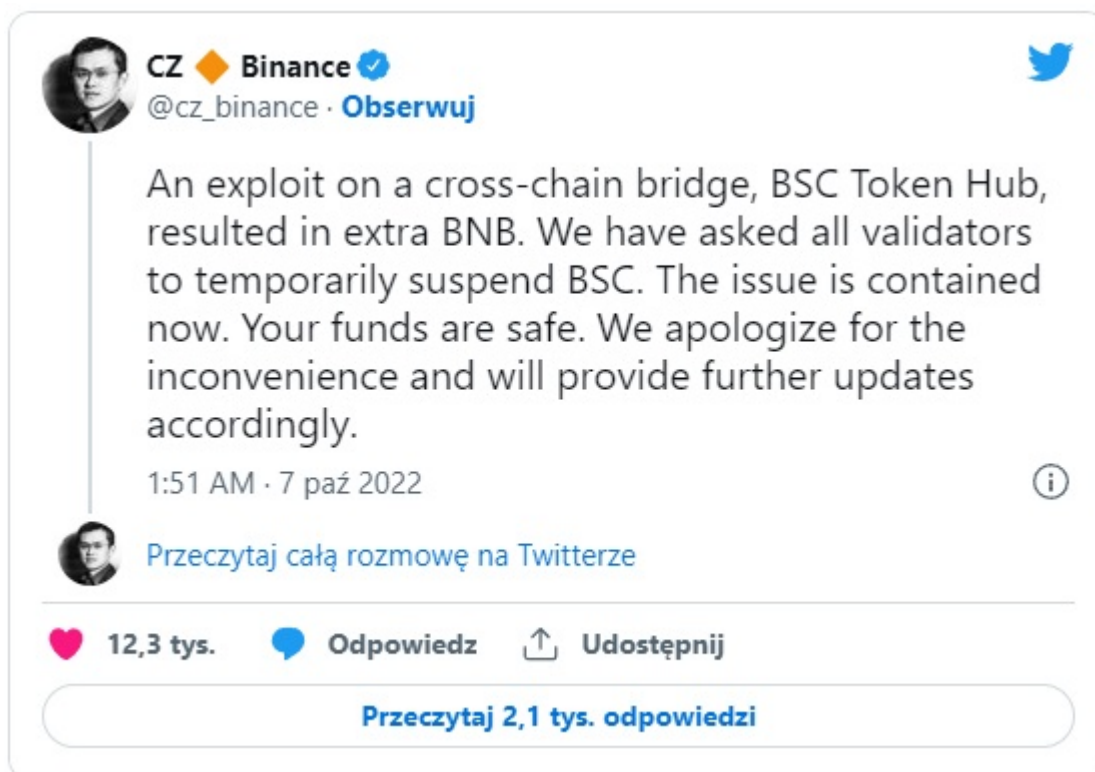 CZ 🔶 Binance
@cz_binance · Obserwuj
An exploit on a cross-chain bridge, BSC Token Hub,
resulted in extra BNB. We have asked all validators
to temporarily suspend BSC. The issue is contained
now. Your funds are safe. We apologize for the
inconvenience and will provide further updates
accordingly.
1:51 AM · 7 paź 2022
Przeczytaj całą rozmowę na Twitterze
12,3 tys. Odpowiedz Udostępnij
Przeczytaj 2,1 tys. odpowiedzi